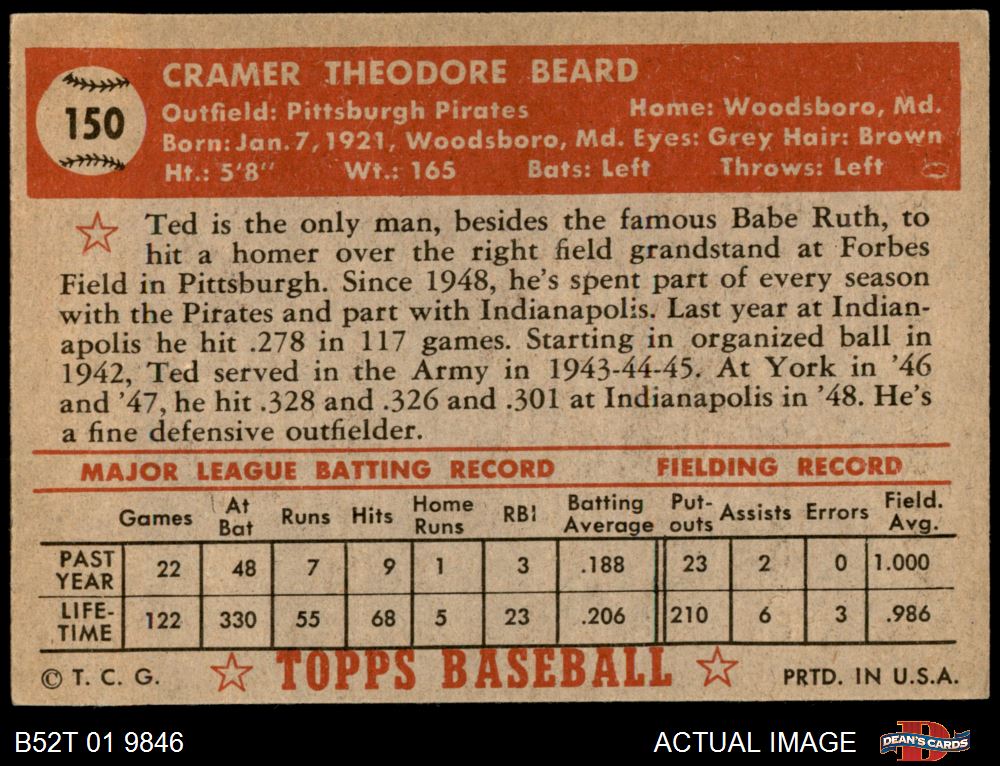 CRAMER THEODORE BEARD
150
Outfield: Pittsburgh Pirates Home: Woodsboro, Md.
Born: Jan. 7, 1921, Woodsboro, Md. Eyes: Grey Hair: Brown
Ht.: 5'8" Wt.: 165 Bats: Left Throws: Left
Ted is the only man, besides the famous Babe Ruth, to
hit a homer over the right field grandstand at Forbes
Field in Pittsburgh. Since 1948, he's spent part of every season
with the Pirates and part with Indianapolis. Last year at Indian-
apolis he hit .278 in 117 games. Starting in organized ball in
1942, Ted served in the Army in 1943-44-45. At York in '46
and '47, he hit .328 and .326 and .301 at Indianapolis in '48. He's
a fine defensive outfielder.
MAJOR LEAGUE BATTING RECORD FIELDING RECORD
Games At Bat Runs Hits Home Runs RBI Batting Average Put-outs Assists Errors Field. Avg.
PAST YEAR 22 48 7 9 1 3 .188 23 2 0 1.000
LIFE-TIME 122 330 55 68 5 23 .206 210 6 3 .986
© T. C. G. TOPPS BASEBALL PRTD. IN U.S.A.
B52T 01 9846 ACTUAL IMAGE D DEAN'S CARDS